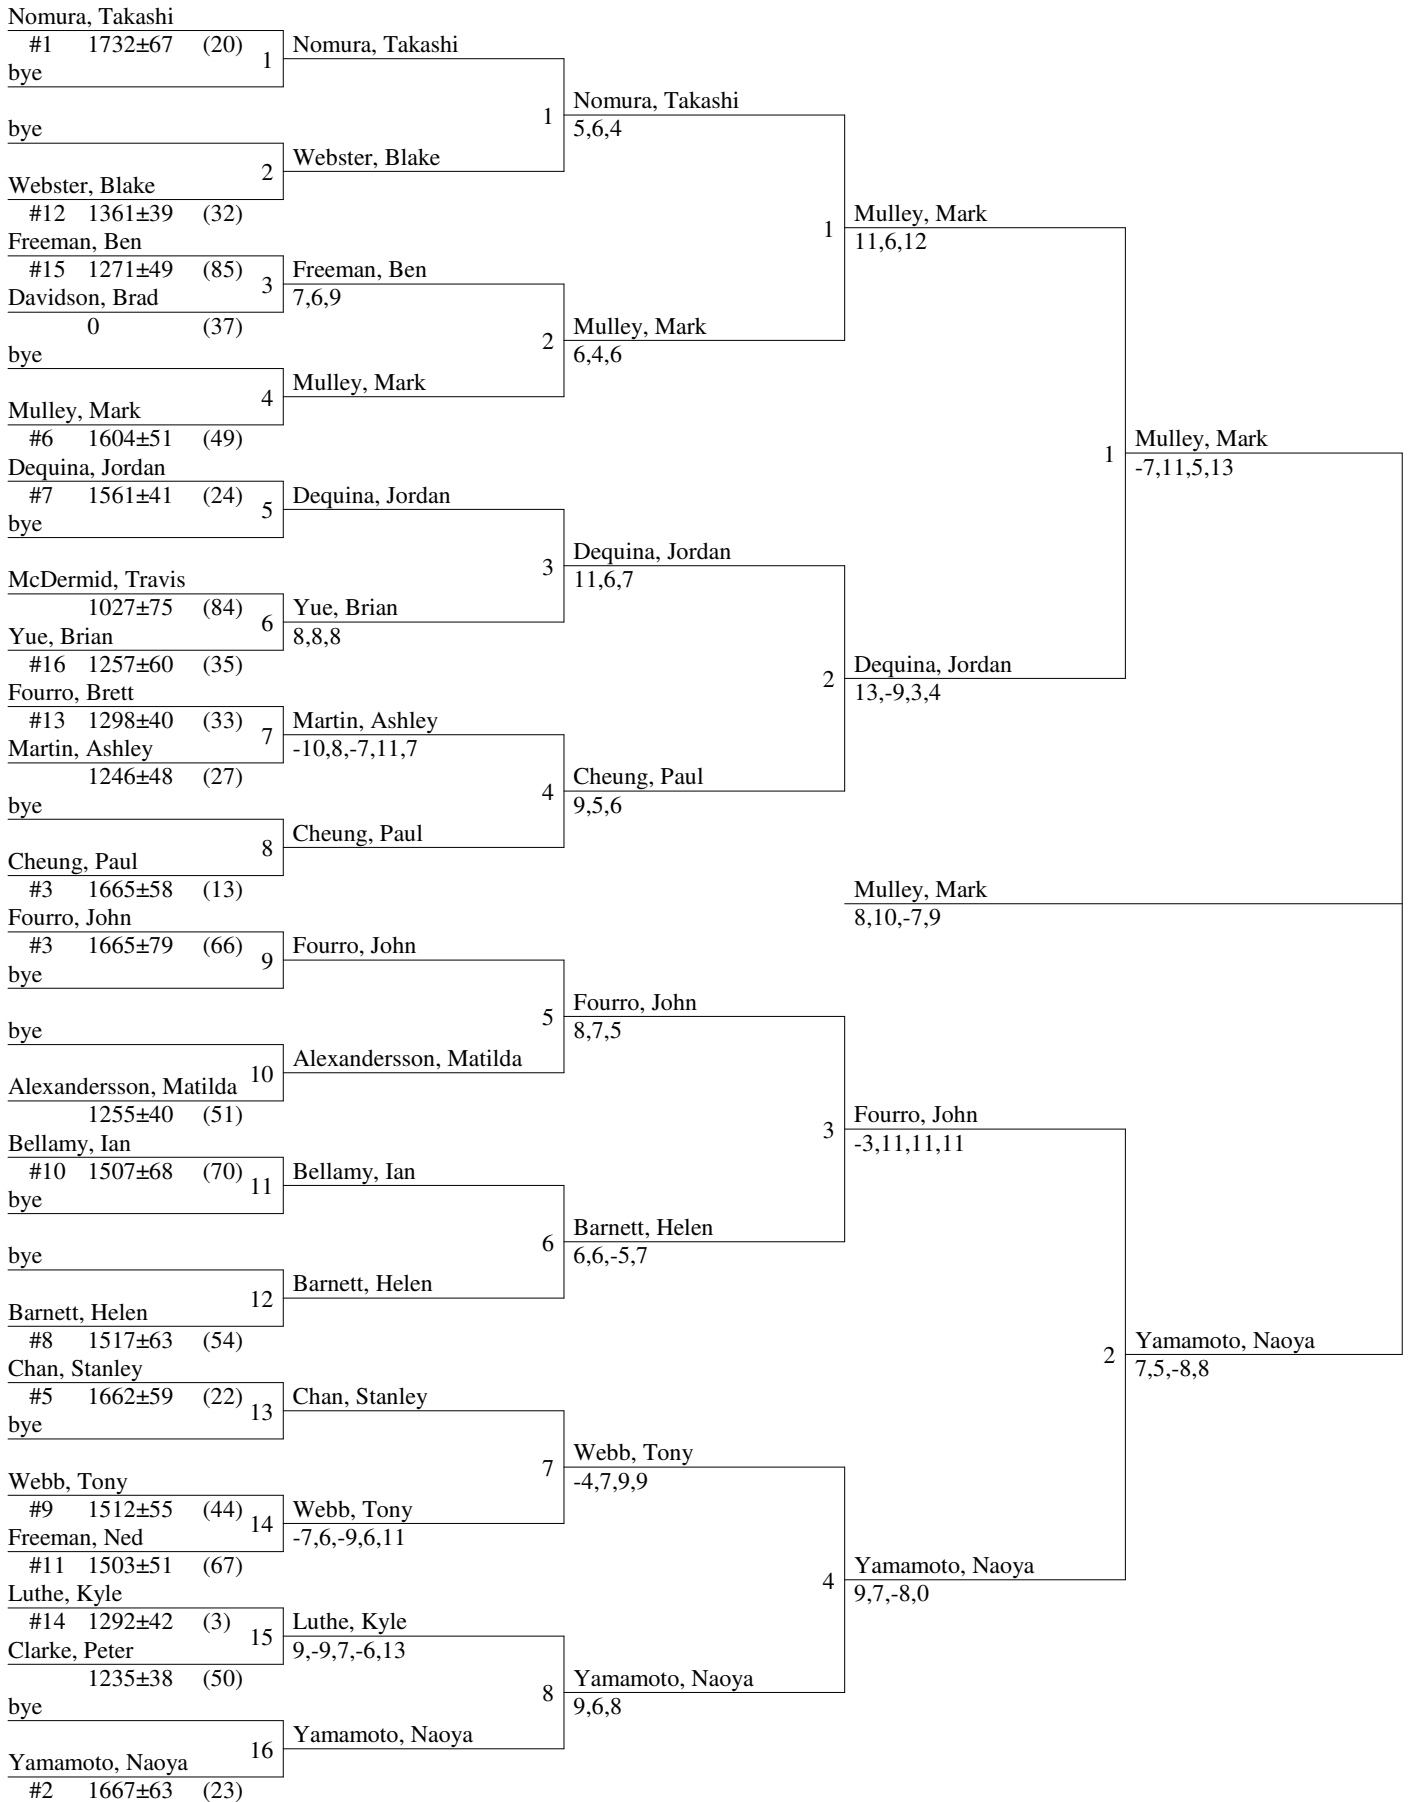 Nomura, Takashi
#1 1732±67 (20)
bye
1
bye
Webster, Blake
#12 1361±39 (32)
2
Freeman, Ben
#15 1271±49 (85)
Davidson, Brad
0 (37)
3
bye
Mulley, Mark
#6 1604±51 (49)
4
Dequina, Jordan
#7 1561±41 (24)
bye
5
McDermid, Travis
1027±75 (84)
Yue, Brian
#16 1257±60 (35)
6
Fourro, Brett
#13 1298±40 (33)
Martin, Ashley
1246±48 (27)
7
bye
Cheung, Paul
#3 1665±58 (13)
8
Fourro, John
#3 1665±79 (66)
bye
9
bye
Alexandersson, Matilda
1255±40 (51)
10
Bellamy, Ian
#10 1507±68 (70)
bye
11
bye
Barnett, Helen
#8 1517±63 (54)
12
Chan, Stanley
#5 1662±59 (22)
bye
13
Webb, Tony
#9 1512±55 (44)
Freeman, Ned
#11 1503±51 (67)
14
Luthe, Kyle
#14 1292±42 (3)
Clarke, Peter
1235±38 (50)
15
bye
Yamamoto, Naoya
#2 1667±63 (23)
16
Nomura, Takashi
Webster, Blake
1
Freeman, Ben
7,6,9
Mulley, Mark
2
Dequina, Jordan
Yue, Brian
8,8,8
3
Martin, Ashley
-10,8,-7,11,7
Cheung, Paul
4
Fourro, John
Alexandersson, Matilda
5
Bellamy, Ian
Barnett, Helen
6
Chan, Stanley
Webb, Tony
-7,6,-9,6,11
7
Luthe, Kyle
9,-9,7,-6,13
Yamamoto, Naoya
8
Nomura, Takashi
5,6,4
Mulley, Mark
6,4,6
1
Dequina, Jordan
11,6,7
Cheung, Paul
9,5,6
2
Fourro, John
8,7,5
Barnett, Helen
6,6,-5,7
3
Webb, Tony
-4,7,9,9
Yamamoto, Naoya
9,6,8
4
Mulley, Mark
11,6,12
Dequina, Jordan
13,-9,3,4
1
Mulley, Mark
8,10,-7,9
Fourro, John
-3,11,11,11
Yamamoto, Naoya
9,7,-8,0
2
Mulley, Mark
-7,11,5,13
Yamamoto, Naoya
7,5,-8,8